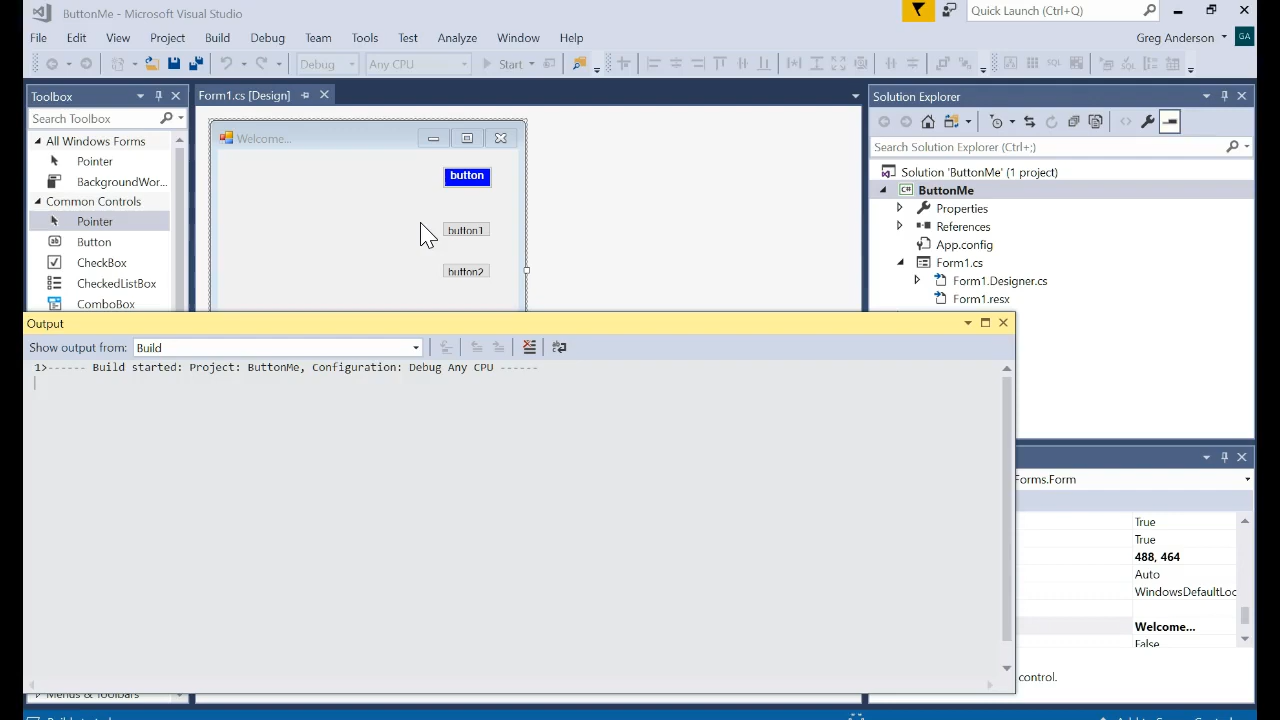 ButtonMe - Microsoft Visual Studio
Quick Launch (Ctrl+Q)
File Edit View Project Build Debug Team Tools Test Analyze Window Help
Greg Anderson GA
Debug Any CPU Start
Toolbox
Search Toolbox
All Windows Forms
Pointer
BackgroundWor...
Common Controls
Pointer
Button
CheckBox
CheckedListBox
ComboBox
Form1.cs [Design]
Welcome...
button
button1
button2
Solution Explorer
Search Solution Explorer (Ctrl+;)
Solution 'ButtonMe' (1 project)
C# ButtonMe
Properties
References
App.config
Form1.cs
Form1.Designer.cs
Form1.resx
Output
Show output from: Build
1>------ Build started: Project: ButtonMe, Configuration: Debug Any CPU ------
Forms.Form
True
True
488, 464
Auto
WindowsDefaultLoc
Welcome...
False
control.
Menus & Toolbars